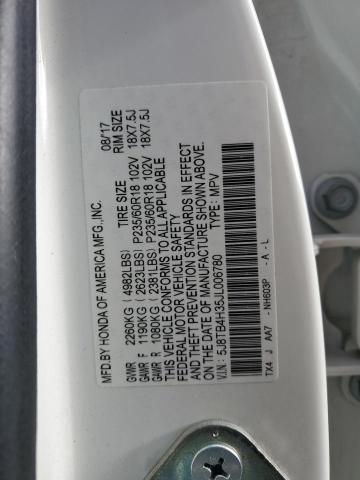 MFD.BY HONDA OF AMERICA MFG.,INC. 08/17
TIRE SIZE RIM SIZE
GVWR 2260KG (4982LBS)
GAWR F 1190KG (2623LBS) P235/60R18 102V 18X7.5J
GAWR R 1080KG (2381LBS) P235/60R18 102V 18X7.5J
THIS VEHICLE CONFORMS TO ALL APPLICABLE
FEDERAL MOTOR VEHICLE SAFETY
AND THEFT PREVENTION STANDARDS IN EFFECT
ON THE DATE OF MANUFACTURE SHOWN ABOVE.
V.I.N.: 5J8TB4H35JL006780 TYPE: MPV
TX4 J AA7 - NH603P - A - L